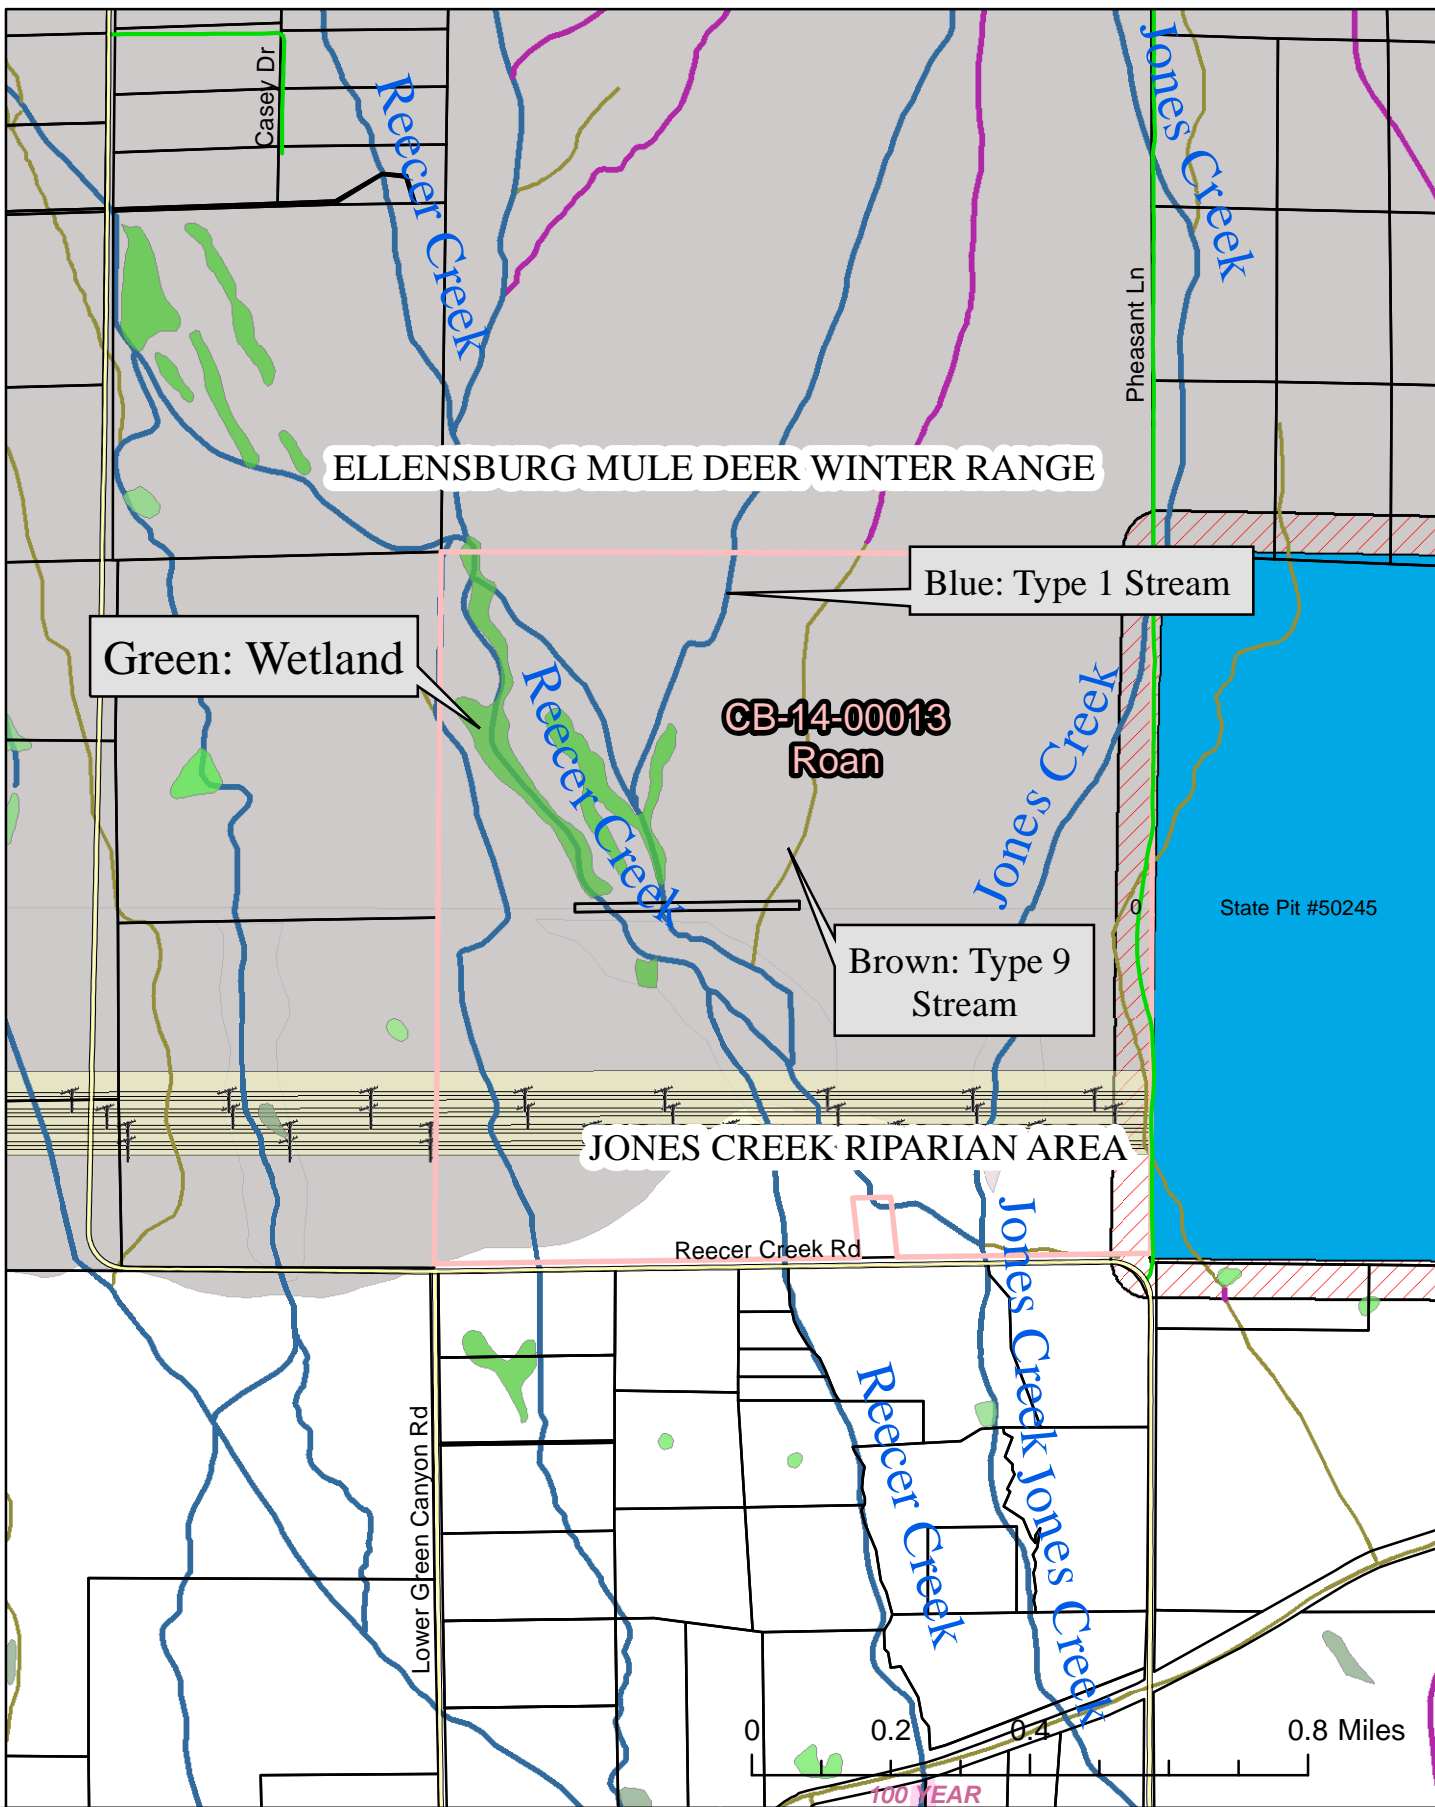 Casey Dr
Reecer Creek
Jones Creek
Pheasant Ln
ELLENSBURG MULE DEER WINTER RANGE
Blue: Type 1 Stream
Green: Wetland
Reecer Creek
CB-14-00013
Roan
Jones Creek
0
State Pit #50245
Brown: Type 9
Stream
JONES CREEK RIPARIAN AREA
Reecer Creek Rd
Jones Creek
Lower Green Canyon Rd
Reecer Creek
Jones Creek
0 0.2 0.4 0.8 Miles
100 YEAR